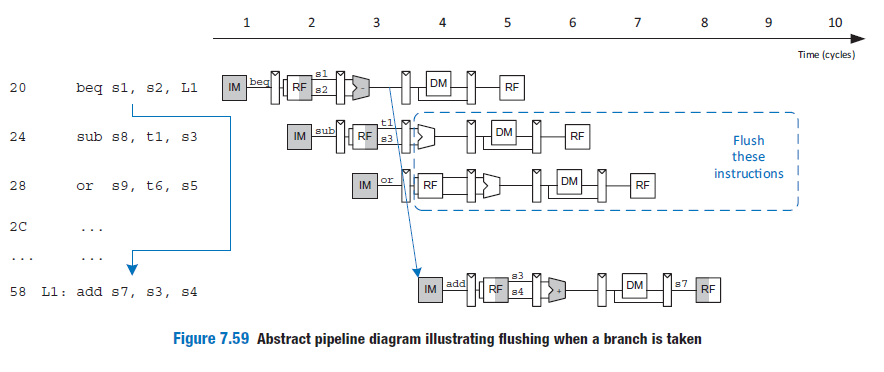 1 2 3 4 5 6 7 8 9 10
Time (cycles)
20 beq s1, s2, L1 IM beq RF s1 s2 - DM RF
24 sub s8, t1, s3 IM sub RF t1 s3 DM RF
Flush
these
instructions
28 or s9, t6, s5 IM or RF DM RF
2C ...
... ...
58 L1: add s7, s3, s4 IM add RF s3 s4 + DM s7 RF
Figure 7.59 Abstract pipeline diagram illustrating flushing when a branch is taken